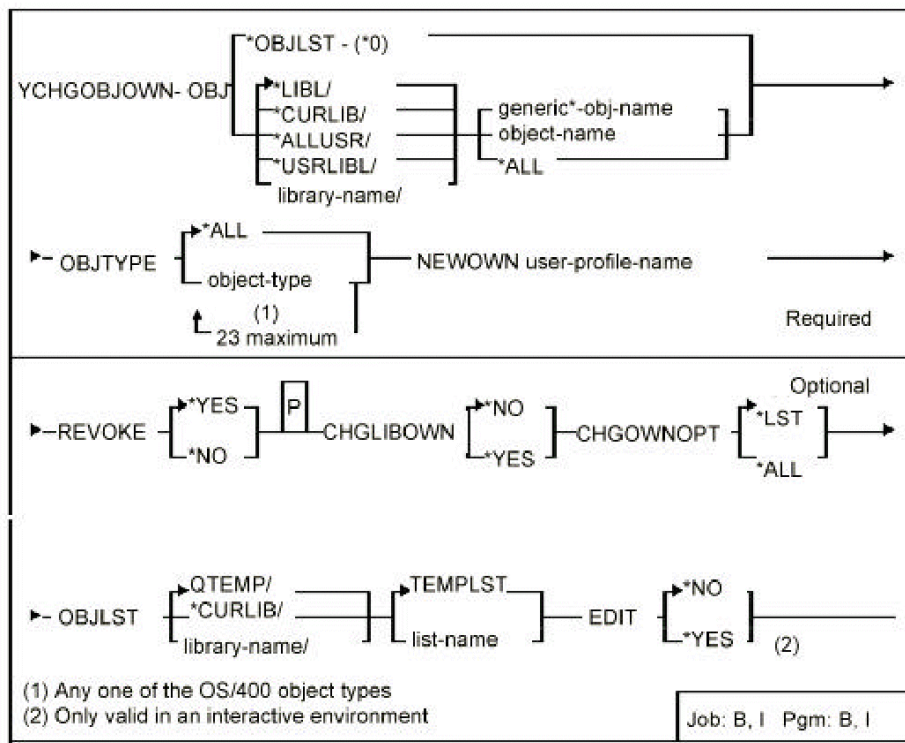 *OBJLST - (*0)
YCHGOBJOWN- OBJ
*LIBL/
*CURLIB/
*ALLUSR/
*USRLIBL/
library-name/
generic*-obj-name
object-name
*ALL
OBJTYPE
*ALL
object-type
(1)
23 maximum
NEWOWN user-profile-name
Required
Optional
REVOKE
*YES
*NO
P
CHGLIBOWN
*NO
*YES
CHGOWNOPT
*LST
*ALL
OBJLST
QTEMP/
*CURLIB/
library-name/
TEMPLST
list-name
EDIT
*NO
*YES
(2)
(1) Any one of the OS/400 object types
(2) Only valid in an interactive environment
Job: B, I Pgm: B, I